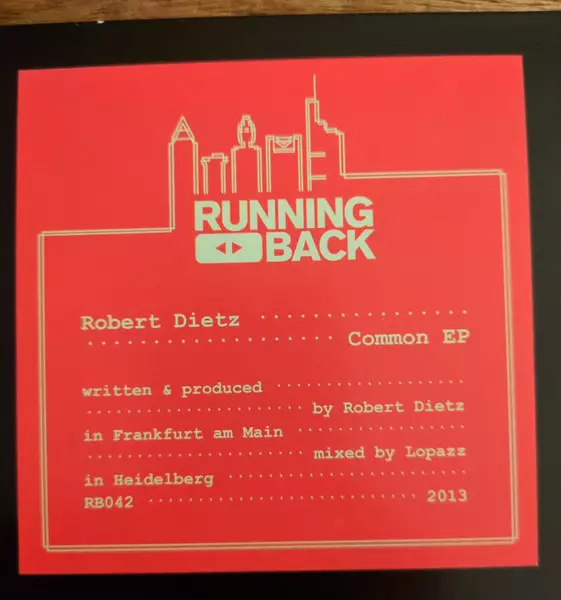 RUNNING
BACK
Robert Dietz ................
................... Common EP
written & produced ..................
..................... by Robert Dietz
in Frankfurt am Main ................
..................... mixed by Lopazz
in Heidelberg .......................
RB042 .......................... 2013